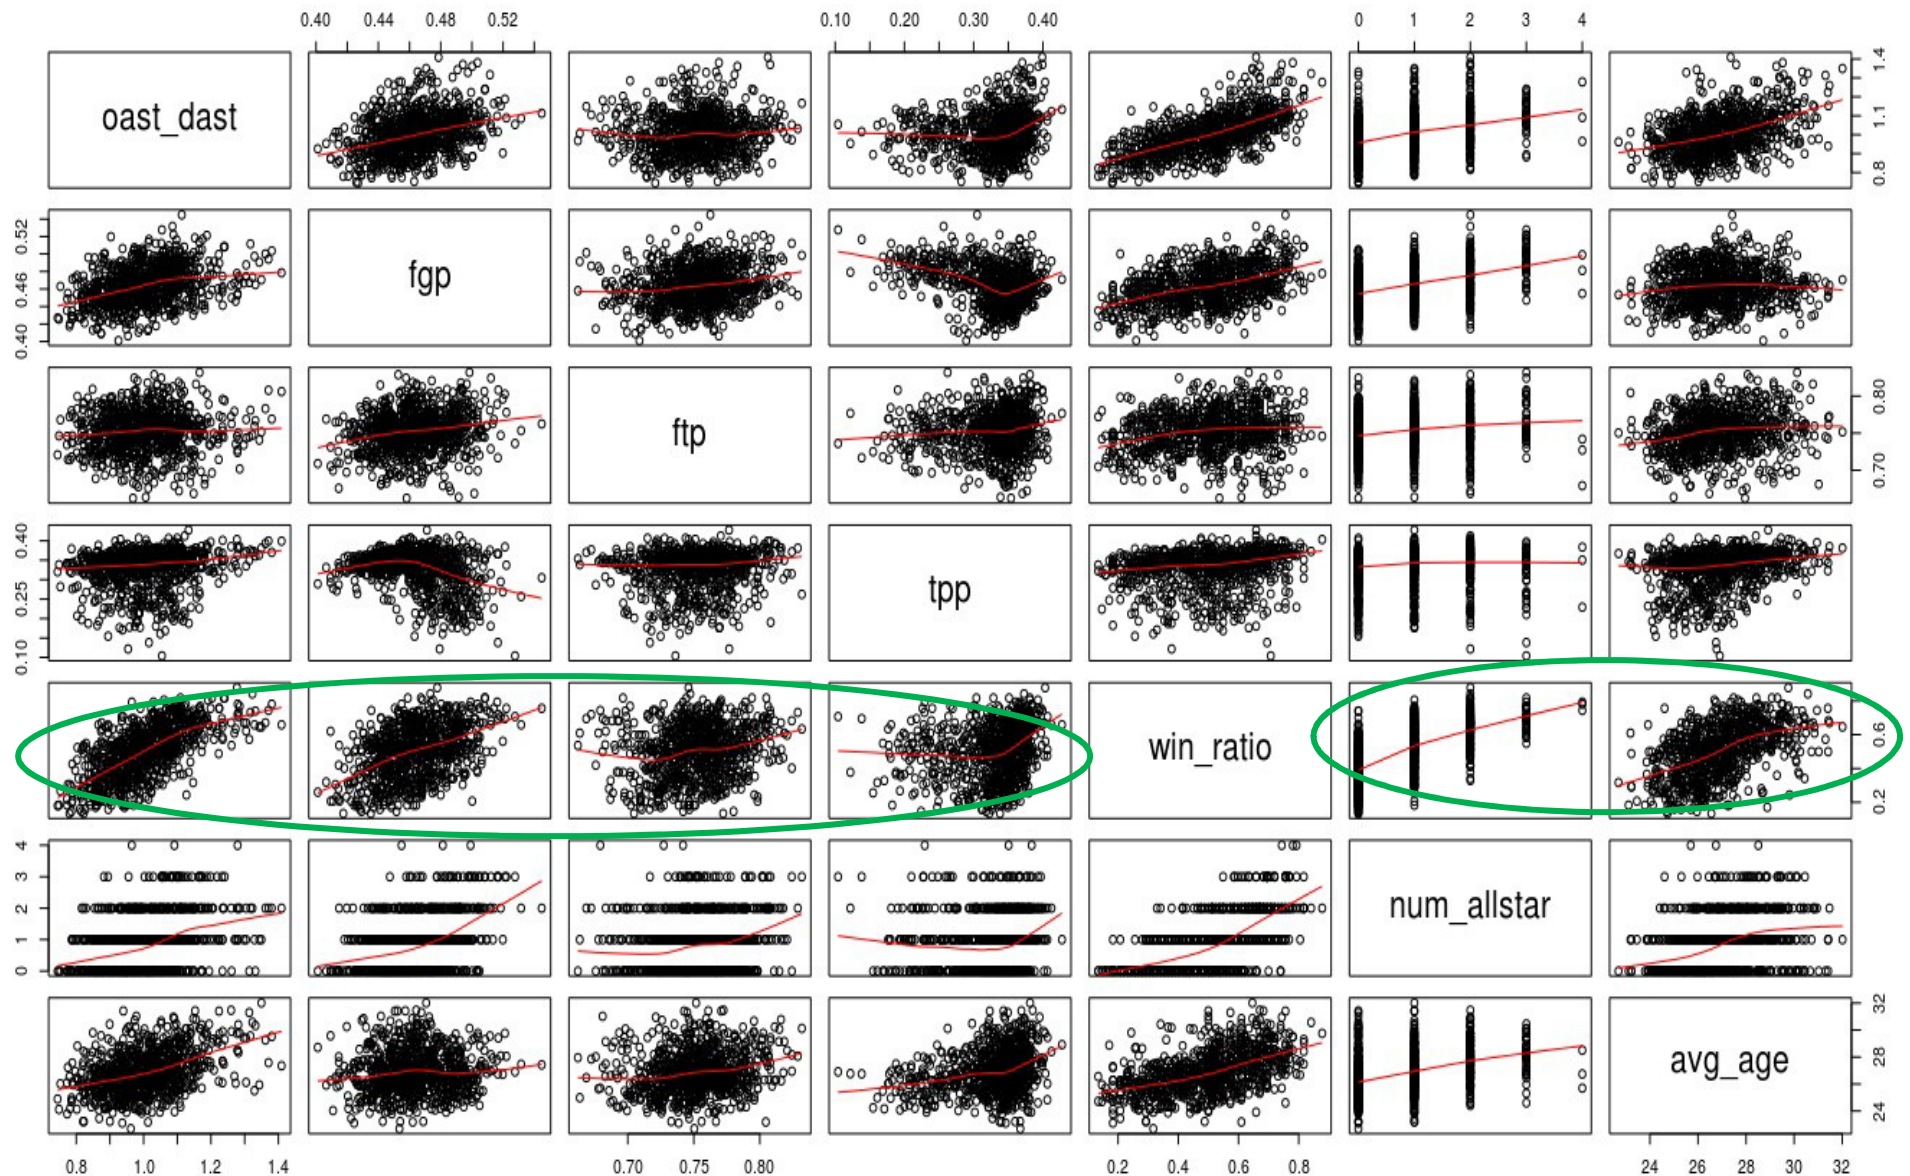 0.40 0.44 0.48 0.52 0.10 0.20 0.30 0.40 0 1 2 3 4
oast_dast 0.8 1.1 1.4
0.40 0.46 0.52 fgp
ftp 0.70 0.80
0.10 0.25 0.40 tpp
win_ratio 0.2 0.6
0 1 2 3 4 num_allstar
avg_age 24 28 32
0.8 1.0 1.2 1.4 0.70 0.75 0.80 0.2 0.4 0.6 0.8 24 26 28 30 32